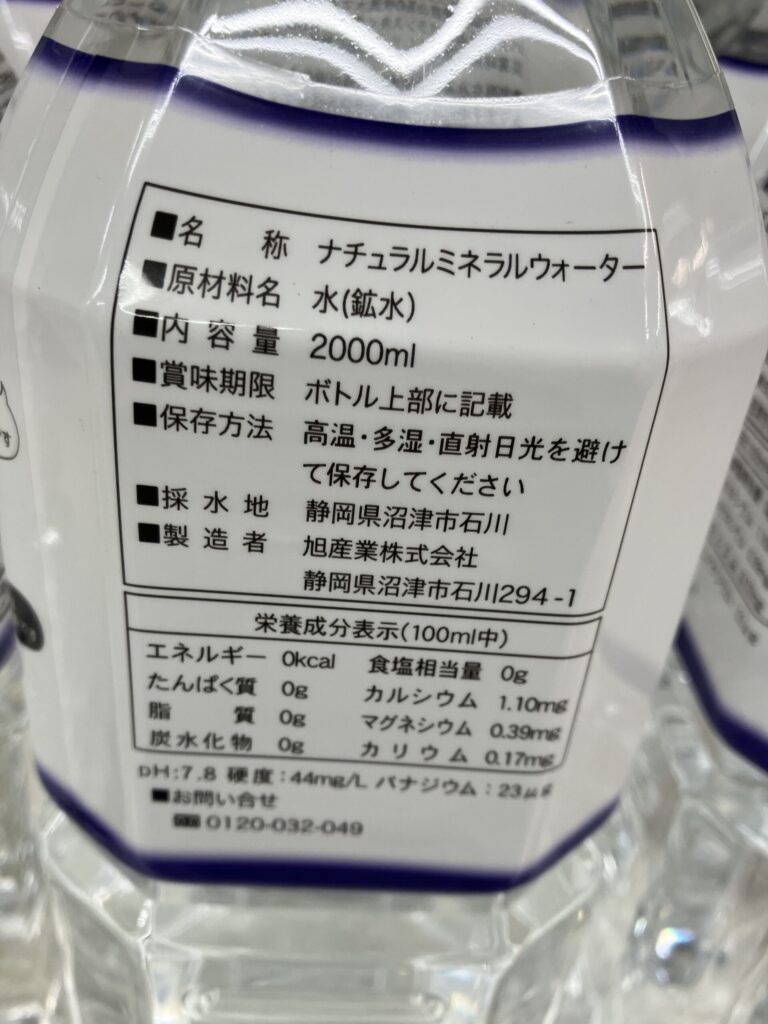 ■名称 ナチュラルミネラルウォーター
■原材料名 水(鉱水)
■内容量 2000ml
■賞味期限 ボトル上部に記載
■保存方法 高温・多湿・直射日光を避け
て保存してください
■採水地 静岡県沼津市石川
■製造者 旭産業株式会社
静岡県沼津市石川294-1
栄養成分表示(100ml中)
エネルギー 0kcal 食塩相当量 0g
たんぱく質 0g カルシウム 1.10mg
脂質 0g マグネシウム 0.39mg
炭水化物 0g カリウム 0.17mg
pH:7.8 硬度:44mg/L バナジウム:23μg
■お問い合せ
0120-032-049